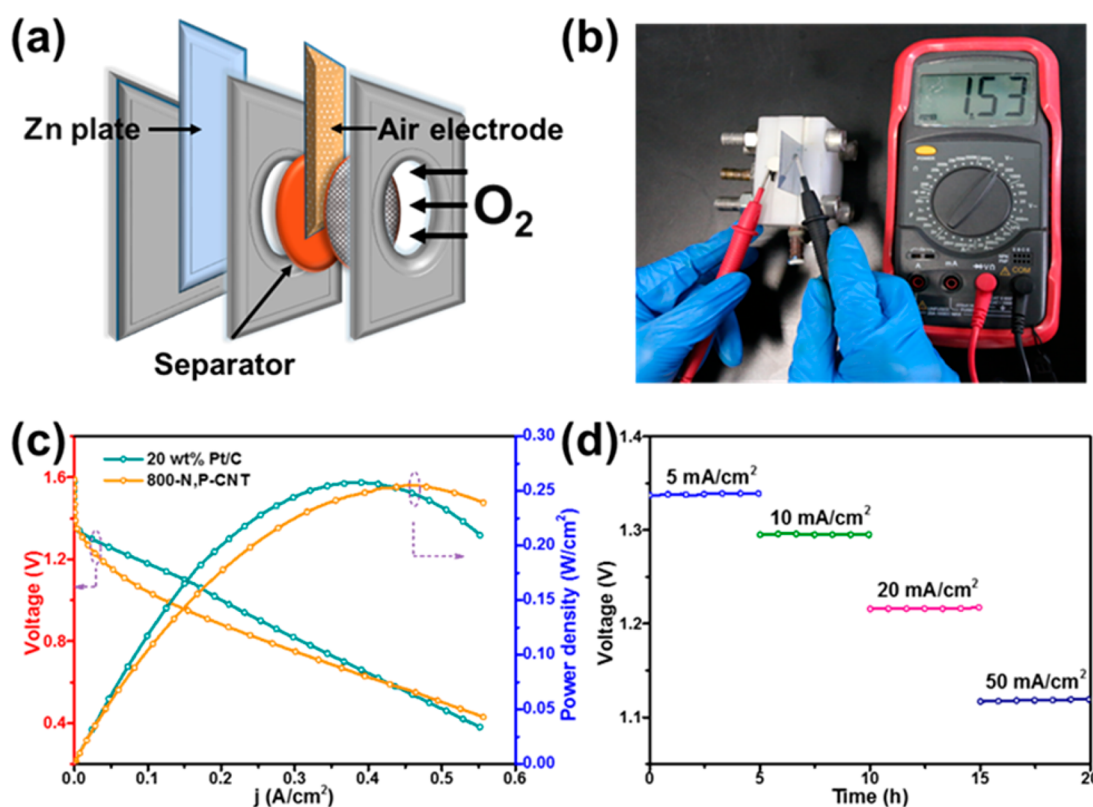 (a)
Zn plate
Air electrode
O₂
Separator
(b)
1.53
POWER
V~
V⎓
A
mA
VΩ
COM
(c)
20 wt% Pt/C
800-N,P-CNT
Voltage (V)
1.6
1.2
0.8
0.4
0.30
0.25
0.20
0.15
0.10
0.05
0.00
Power density (W/cm²)
0.0 0.1 0.2 0.3 0.4 0.5 0.6
j (A/cm²)
(d)
Voltage (V)
1.4
1.3
1.2
1.1
5 mA/cm²
10 mA/cm²
20 mA/cm²
50 mA/cm²
0 5 10 15 20
Time (h)